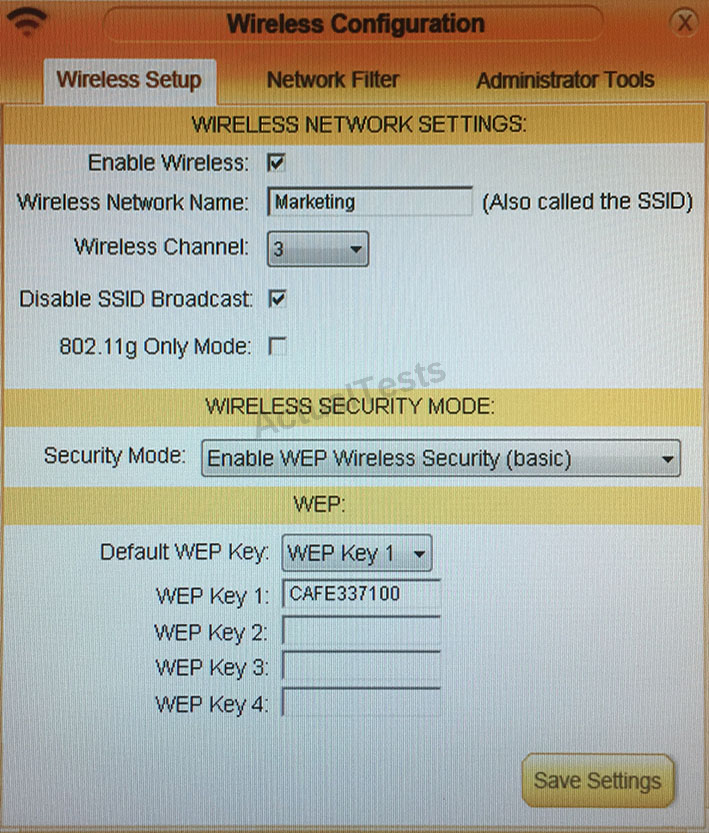 Wireless Configuration X
Wireless Setup Network Filter Administrator Tools
WIRELESS NETWORK SETTINGS:
Enable Wireless:
Wireless Network Name: Marketing (Also called the SSID)
Wireless Channel: 3
Disable SSID Broadcast:
802.11g Only Mode:
ActualTests
WIRELESS SECURITY MODE:
Security Mode: Enable WEP Wireless Security (basic)
WEP:
Default WEP Key: WEP Key 1
WEP Key 1: CAFE337100
WEP Key 2:
WEP Key 3:
WEP Key 4:
Save Settings